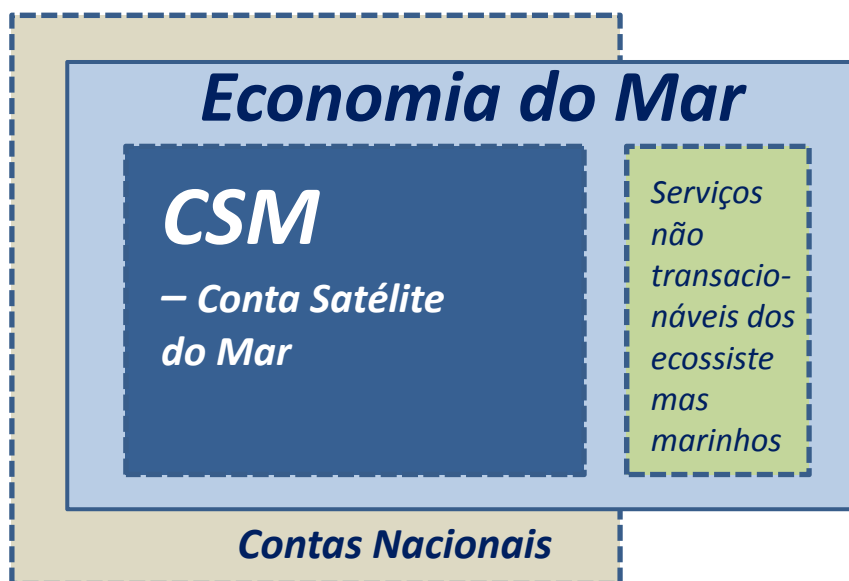 Economia do Mar
CSM
– Conta Satélite
do Mar
Serviços
não
transacio-
náveis dos
ecossiste
mas
marinhos
Contas Nacionais